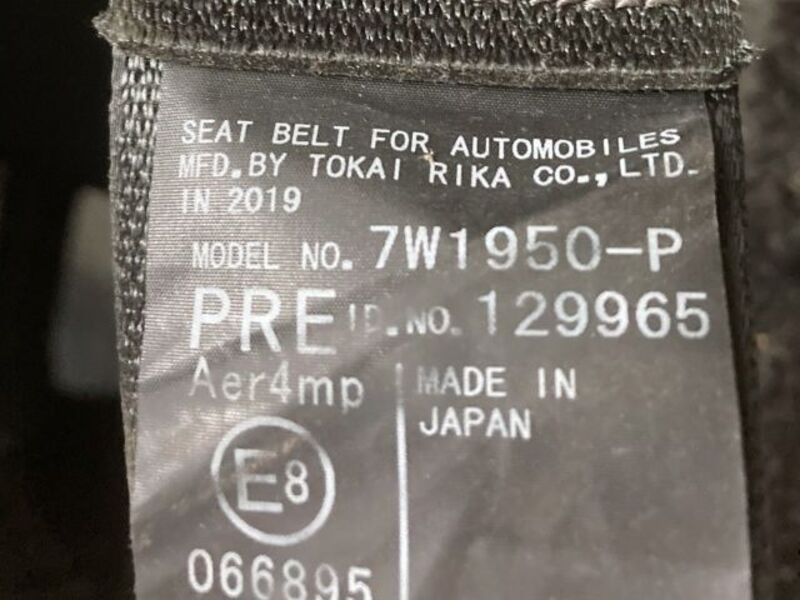 SEAT BELT FOR AUTOMOBILES
MFD.BY TOKAI RIKA CO.,LTD.
IN 2019
MODEL NO. 7W1950-P
PRE ID.NO. 129965
Aer4mp
MADE IN
JAPAN
E8
066895